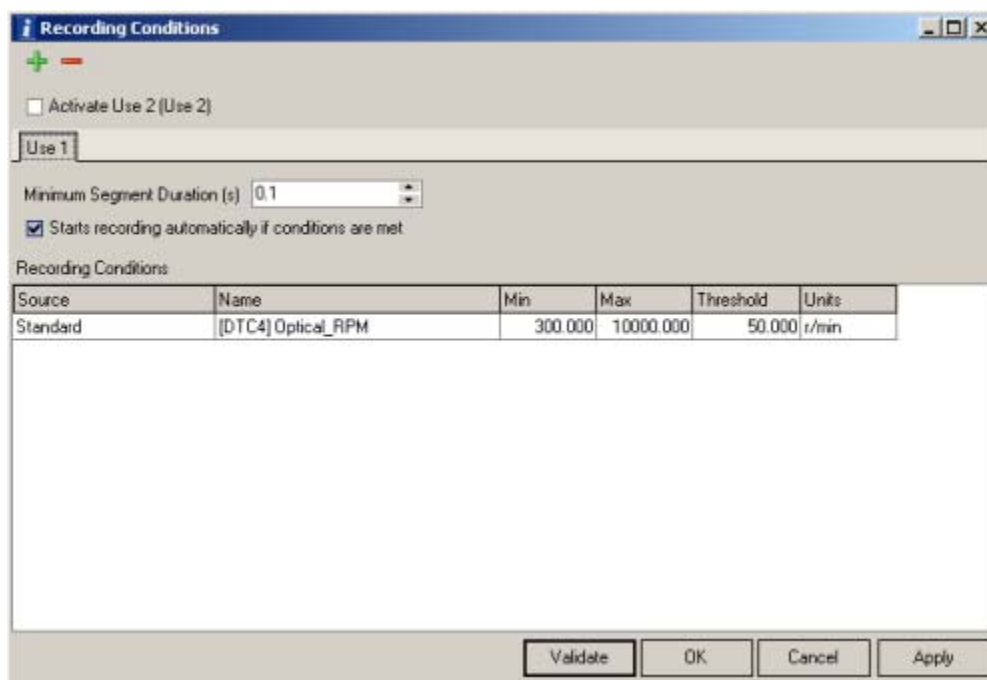 Recording Conditions
Activate Use 2 (Use 2)
Use 1
Minimum Segment Duration (s) 0.1
Starts recording automatically if conditions are met
Recording Conditions
Source Name Min Max Threshold Units
Standard [DTC4] Optical_RPM 300.000 10000.000 50.000 r/min
Validate OK Cancel Apply